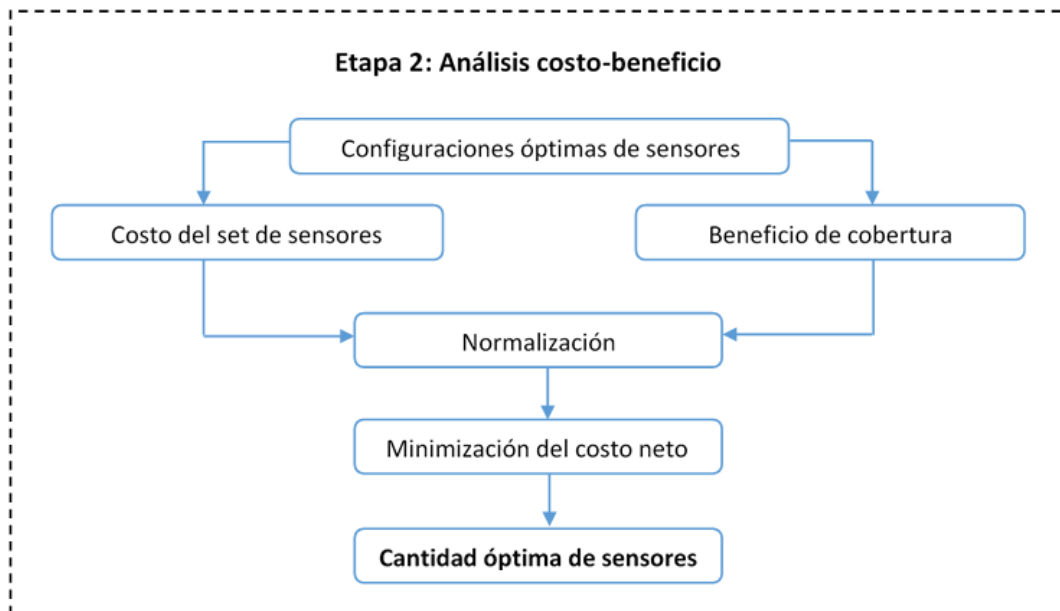 Etapa 2: Análisis costo-beneficio
Configuraciones óptimas de sensores
Costo del set de sensores
Beneficio de cobertura
Normalización
Minimización del costo neto
Cantidad óptima de sensores